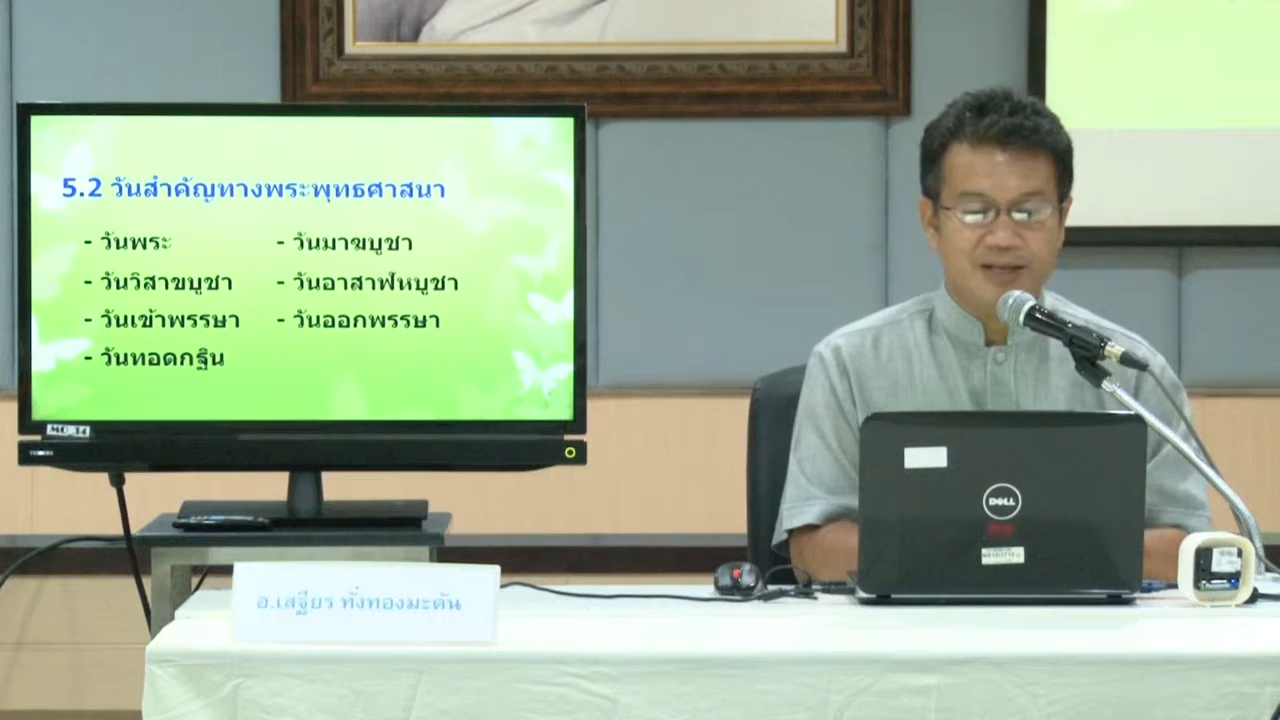 5.2 วันสำคัญทางพระพุทธศาสนา
- วันพระ - วันมาฆบูชา
- วันวิสาขบูชา - วันอาสาฬหบูชา
- วันเข้าพรรษา - วันออกพรรษา
- วันทอดกฐิน
TOSHIBA
อ.เสฐียร ทั่งทองมะดัน
DELL